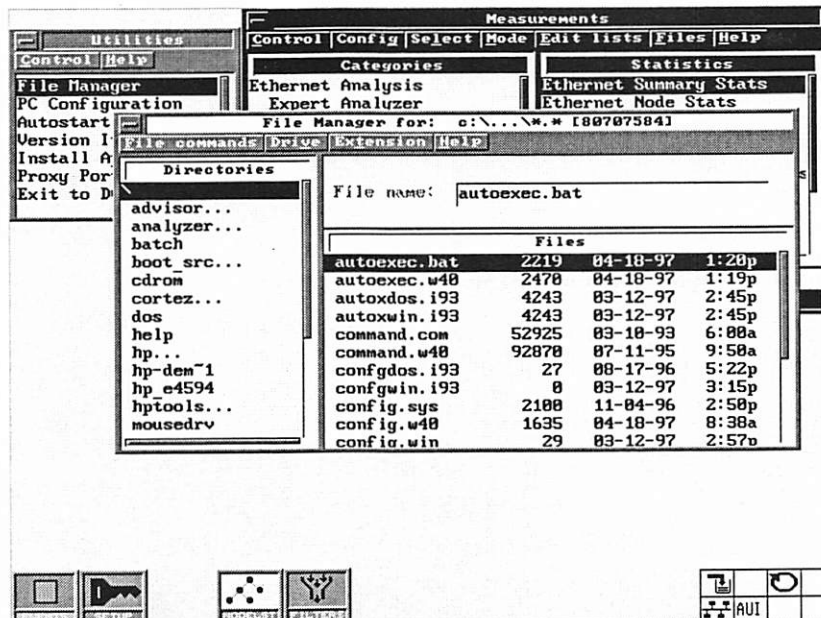 Measurements
Control Config Select Mode Edit lists Files Help
Utilities
Control Help
Categories
Statistics
File Manager
PC Configuration
Autostart
Version I
Install A
Proxy Por
Exit to D
Ethernet Analysis
Expert Analyzer
Ethernet Summary Stats
Ethernet Node Stats
File Manager for: c:\...\*.* [80707584]
File commands Drive Extension Help
Directories
\
advisor...
analyzer...
batch
boot_src...
cdrom
cortez...
dos
help
hp...
hp-dem~1
hp_e4594
hptools...
mousedrv
File name: autoexec.bat
Files
autoexec.bat 2219 04-18-97 1:20p
autoexec.w40 2470 04-18-97 1:19p
autoxdos.i93 4243 03-12-97 2:45p
autoxwin.i93 4243 03-12-97 2:45p
command.com 52925 03-10-93 6:00a
command.w40 92870 07-11-95 9:50a
confgdos.i93 27 08-17-96 5:22p
confgwin.i93 0 03-12-97 3:15p
config.sys 2100 11-04-96 2:50p
config.w40 1635 04-18-97 8:38a
config.win 29 03-12-97 2:57p
AUI